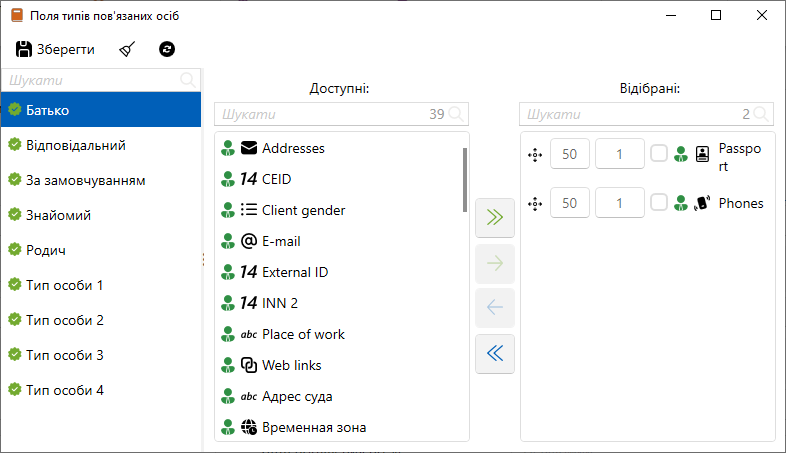 Поля типів пов'язаних осіб
Зберегти
Шукати
Батько
Відповідальний
За замовчуванням
Знайомий
Родич
Тип особи 1
Тип особи 2
Тип особи 3
Тип особи 4
Доступні:
Шукати 39
Addresses
14 CEID
Client gender
E-mail
14 External ID
14 INN 2
abc Place of work
Web links
abc Адрес суда
Временная зона
Відібрані:
Шукати 2
50 1 Passpo
rt
50 1 Phones